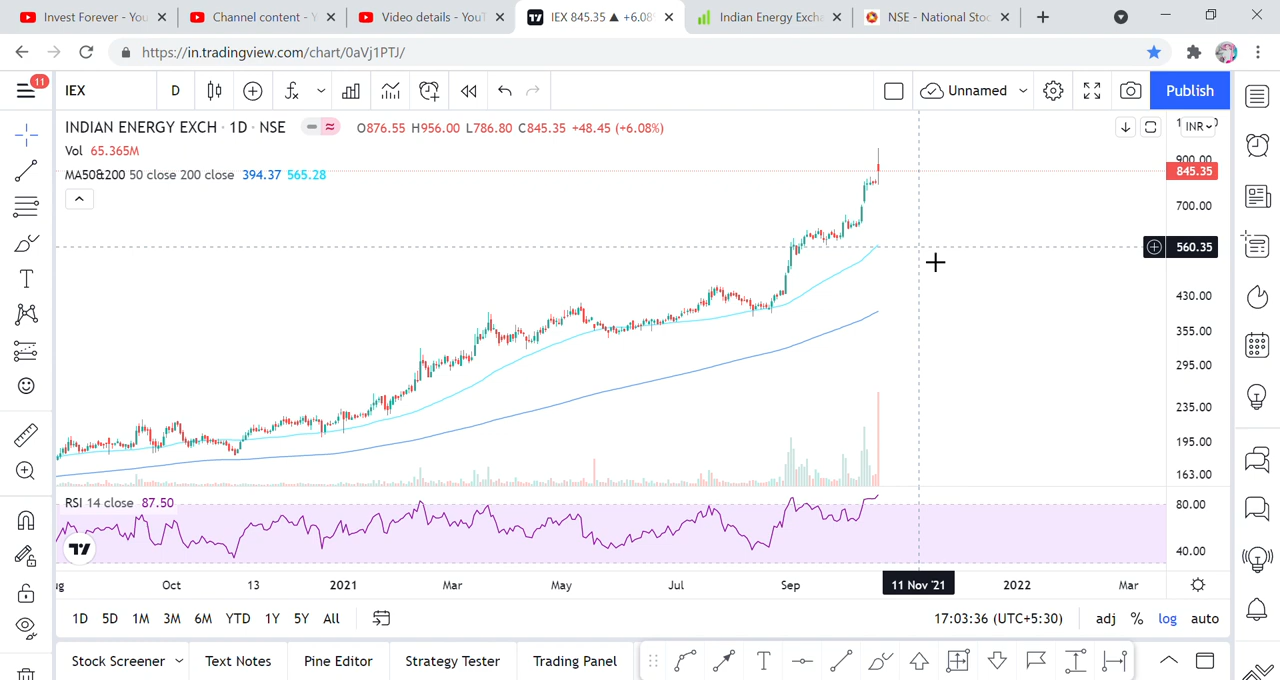 Invest Forever - You
Channel content - Y
Video details - YouT
IEX 845.35 ▲ +6.08
Indian Energy Exch
NSE - National Stoc
https://in.tradingview.com/chart/0aVj1PTJ/
11
IEX
D
Unnamed
Publish
INDIAN ENERGY EXCH · 1D · NSE
O876.55 H956.00 L786.80 C845.35 +48.45 (+6.08%)
INR
Vol 65.365M
900.00
MA50&200 50 close 200 close 394.37 565.28
845.35
700.00
560.35
430.00
355.00
295.00
235.00
195.00
163.00
RSI 14 close 87.50
80.00
40.00
Oct
13
2021
Mar
May
Jul
Sep
11 Nov '21
2022
Mar
1D 5D 1M 3M 6M YTD 1Y 5Y All
17:03:36 (UTC+5:30)
adj % log auto
Stock Screener
Text Notes
Pine Editor
Strategy Tester
Trading Panel